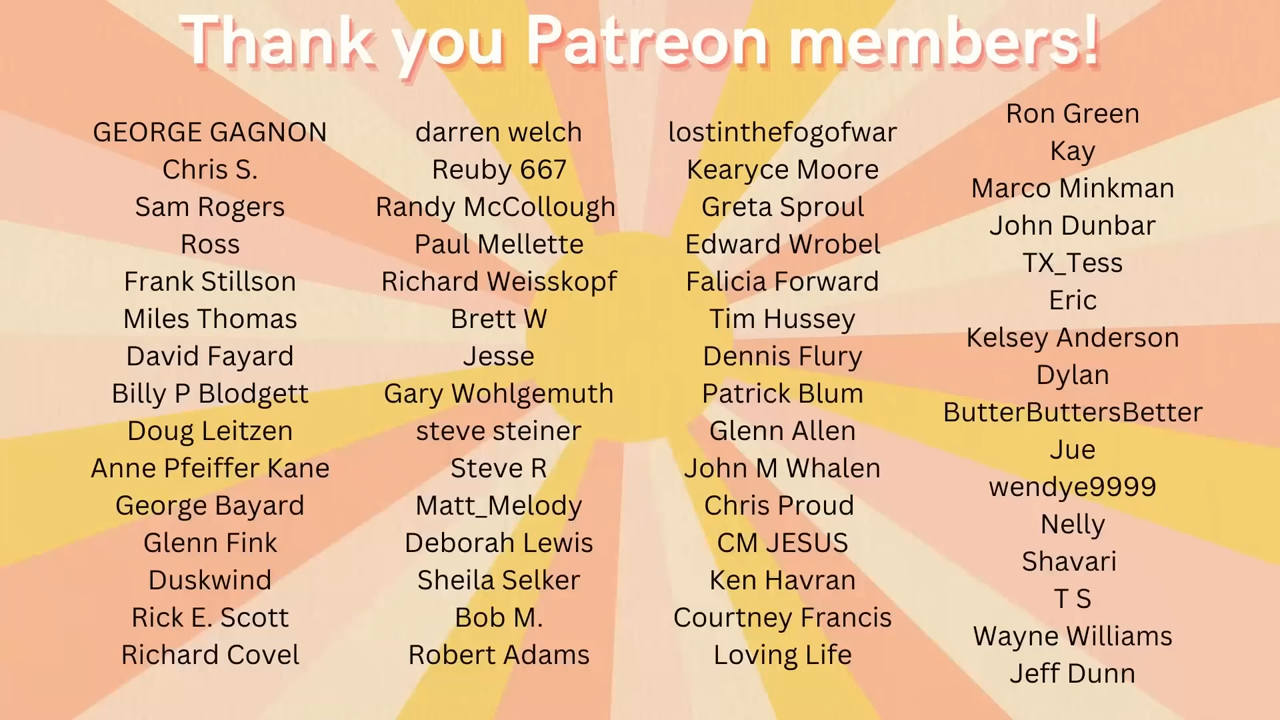 Thank you Patreon members!
GEORGE GAGNON
Chris S.
Sam Rogers
Ross
Frank Stillson
Miles Thomas
David Fayard
Billy P Blodgett
Doug Leitzen
Anne Pfeiffer Kane
George Bayard
Glenn Fink
Duskwind
Rick E. Scott
Richard Covel
darren welch
Reuby 667
Randy McCollough
Paul Mellette
Richard Weisskopf
Brett W
Jesse
Gary Wohlgemuth
steve steiner
Steve R
Matt_Melody
Deborah Lewis
Sheila Selker
Bob M.
Robert Adams
lostinthefogofwar
Kearyce Moore
Greta Sproul
Edward Wrobel
Falicia Forward
Tim Hussey
Dennis Flury
Patrick Blum
Glenn Allen
John M Whalen
Chris Proud
CM JESUS
Ken Havran
Courtney Francis
Loving Life
Ron Green
Kay
Marco Minkman
John Dunbar
TX_Tess
Eric
Kelsey Anderson
Dylan
ButterButtersBetter
Jue
wendye9999
Nelly
Shavari
T S
Wayne Williams
Jeff Dunn